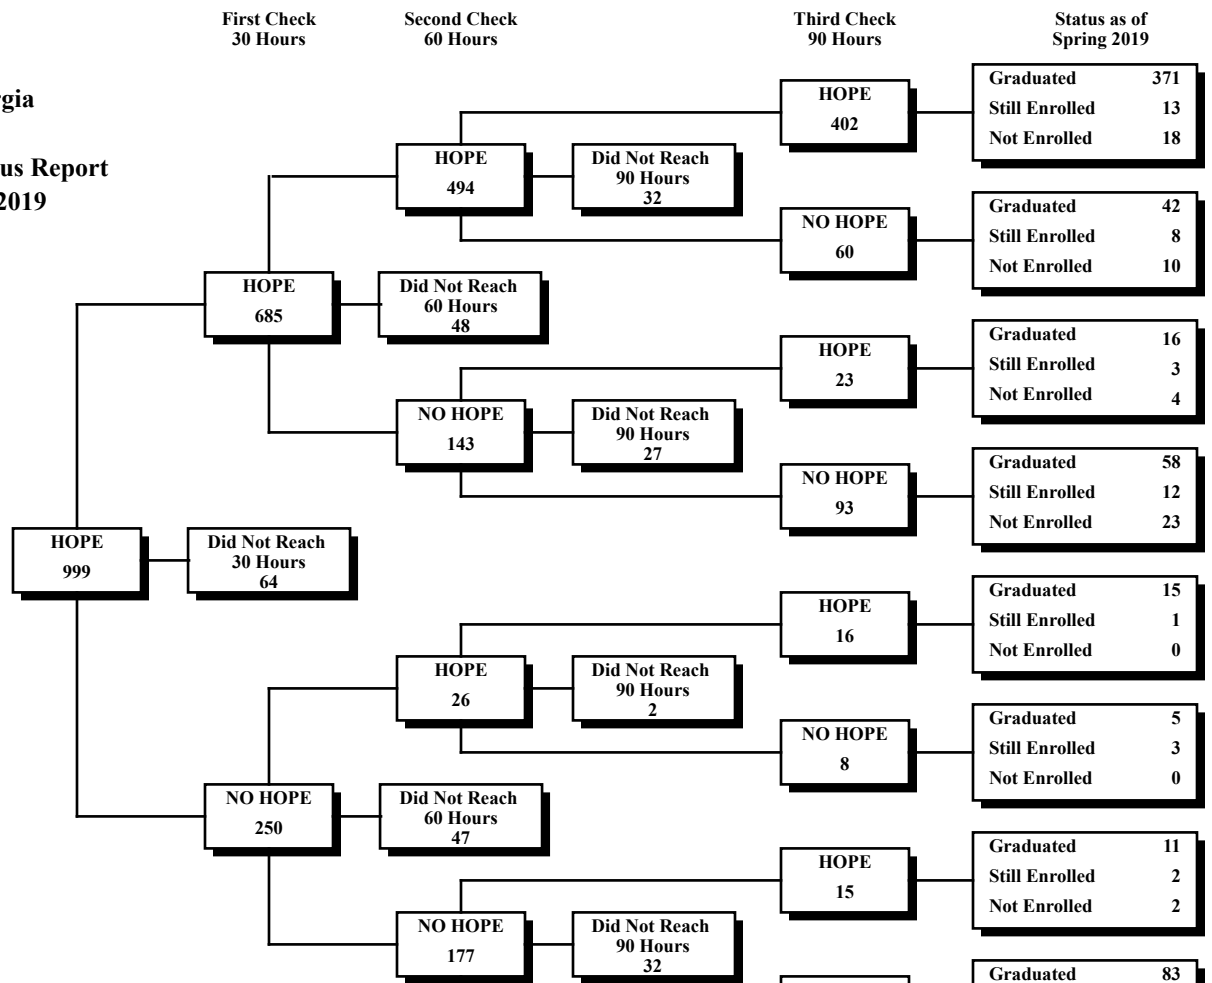 First Check
30 Hours
Second Check
60 Hours
Third Check
90 Hours
Status as of
Spring 2019
rgia
us Report
2019
HOPE
999
Did Not Reach
30 Hours
64
HOPE
685
Did Not Reach
60 Hours
48
NO HOPE
250
Did Not Reach
60 Hours
47
HOPE
494
Did Not Reach
90 Hours
32
NO HOPE
143
Did Not Reach
90 Hours
27
HOPE
26
Did Not Reach
90 Hours
2
NO HOPE
177
Did Not Reach
90 Hours
32
HOPE
402
Graduated 371
Still Enrolled 13
Not Enrolled 18
NO HOPE
60
Graduated 42
Still Enrolled 8
Not Enrolled 10
HOPE
23
Graduated 16
Still Enrolled 3
Not Enrolled 4
NO HOPE
93
Graduated 58
Still Enrolled 12
Not Enrolled 23
HOPE
16
Graduated 15
Still Enrolled 1
Not Enrolled 0
NO HOPE
8
Graduated 5
Still Enrolled 3
Not Enrolled 0
HOPE
15
Graduated 11
Still Enrolled 2
Not Enrolled 2
Graduated 83